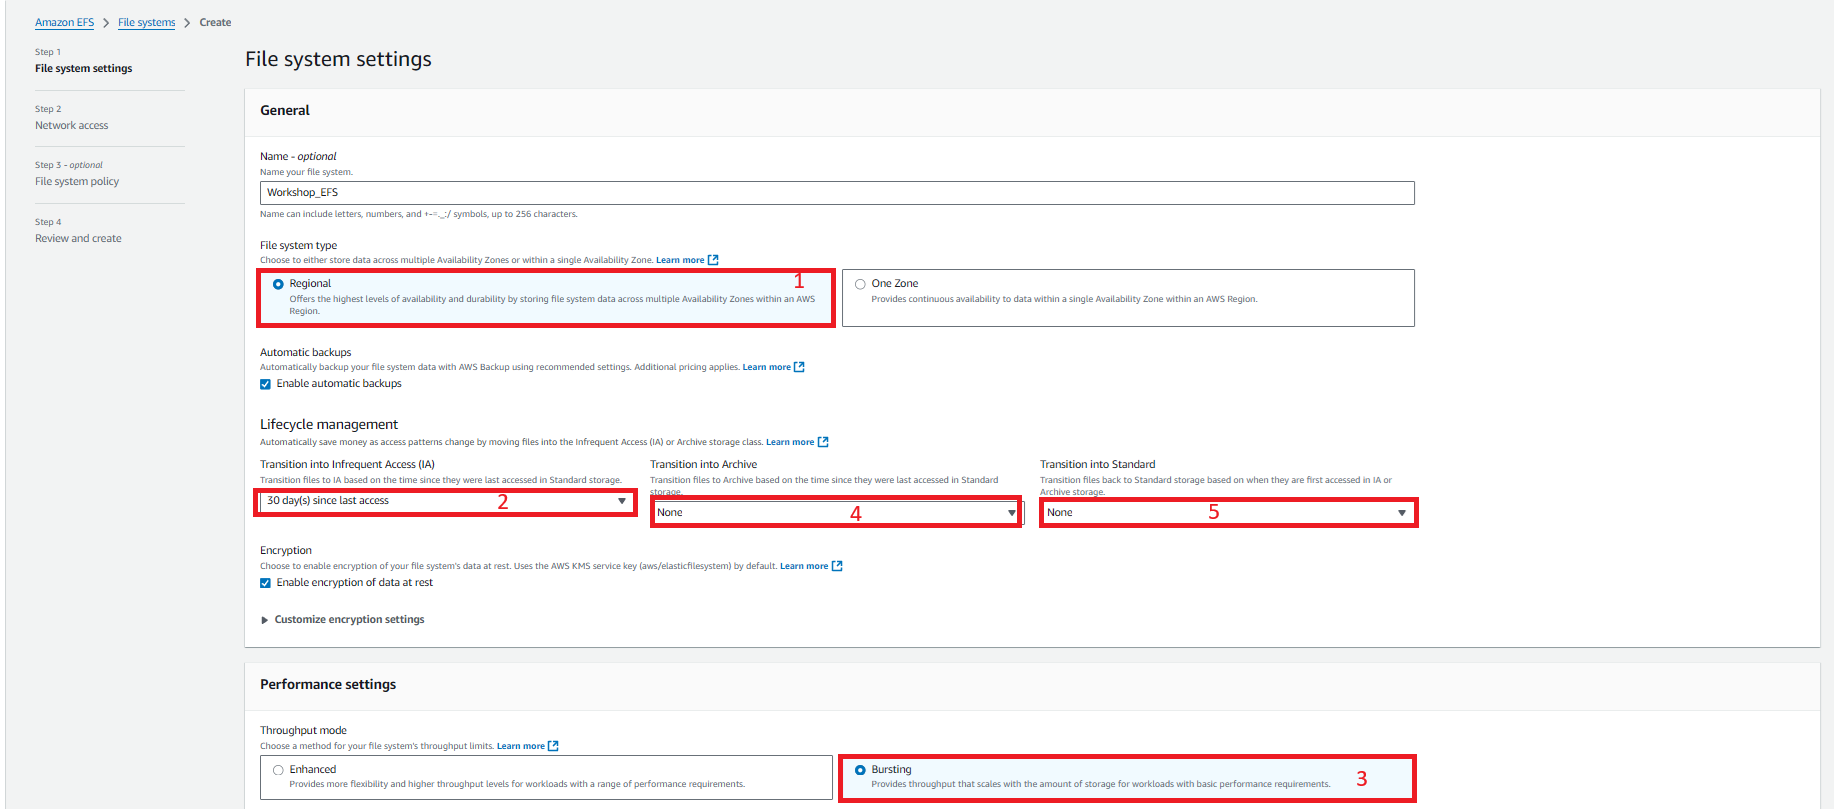 Amazon EFS > File systems > Create
Step 1
File system settings
Step 2
Network access
Step 3 - optional
File system policy
Step 4
Review and create
File system settings
General
Name - optional
Name your file system.
Workshop_EFS
Name can include letters, numbers, and +-=._:/ symbols, up to 256 characters.
File system type
Choose to either store data across multiple Availability Zones or within a single Availability Zone. Learn more
Regional 1
Offers the highest levels of availability and durability by storing file system data across multiple Availability Zones within an AWS
Region.
One Zone
Provides continuous availability to data within a single Availability Zone within an AWS Region.
Automatic backups
Automatically backup your file system data with AWS Backup using recommended settings. Additional pricing applies. Learn more
Enable automatic backups
Lifecycle management
Automatically save money as access patterns change by moving files into the Infrequent Access (IA) or Archive storage class. Learn more
Transition into Infrequent Access (IA)
Transition files to IA based on the time since they were last accessed in Standard storage.
30 day(s) since last access 2
Transition into Archive
Transition files to Archive based on the time since they were last accessed in Standard
storage.
None 4
Transition into Standard
Transition files back to Standard storage based on when they are first accessed in IA or
Archive storage.
None 5
Encryption
Choose to enable encryption of your file system's data at rest. Uses the AWS KMS service key (aws/elasticfilesystem) by default. Learn more
Enable encryption of data at rest
Customize encryption settings
Performance settings
Throughput mode
Choose a method for your file system's throughput limits. Learn more
Enhanced
Provides more flexibility and higher throughput levels for workloads with a range of performance requirements.
Bursting 3
Provides throughput that scales with the amount of storage for workloads with basic performance requirements.